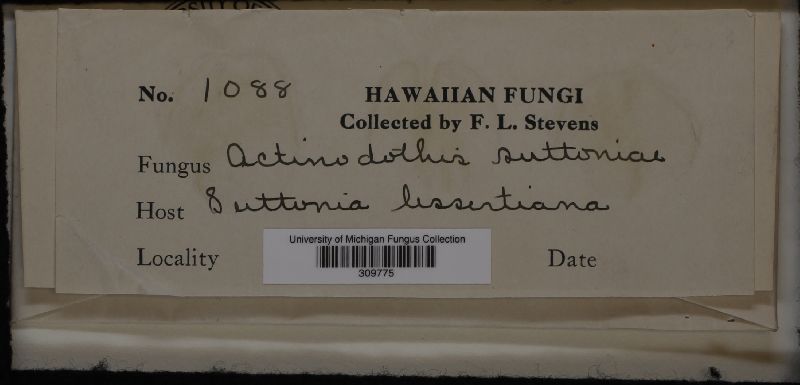 No. 1088
HAWAIIAN FUNGI
Collected by F. L. Stevens
Fungus Actinodothis suttoniae
Host Suttonia lessertiana
Locality
Date
University of Michigan Fungus Collection
309775